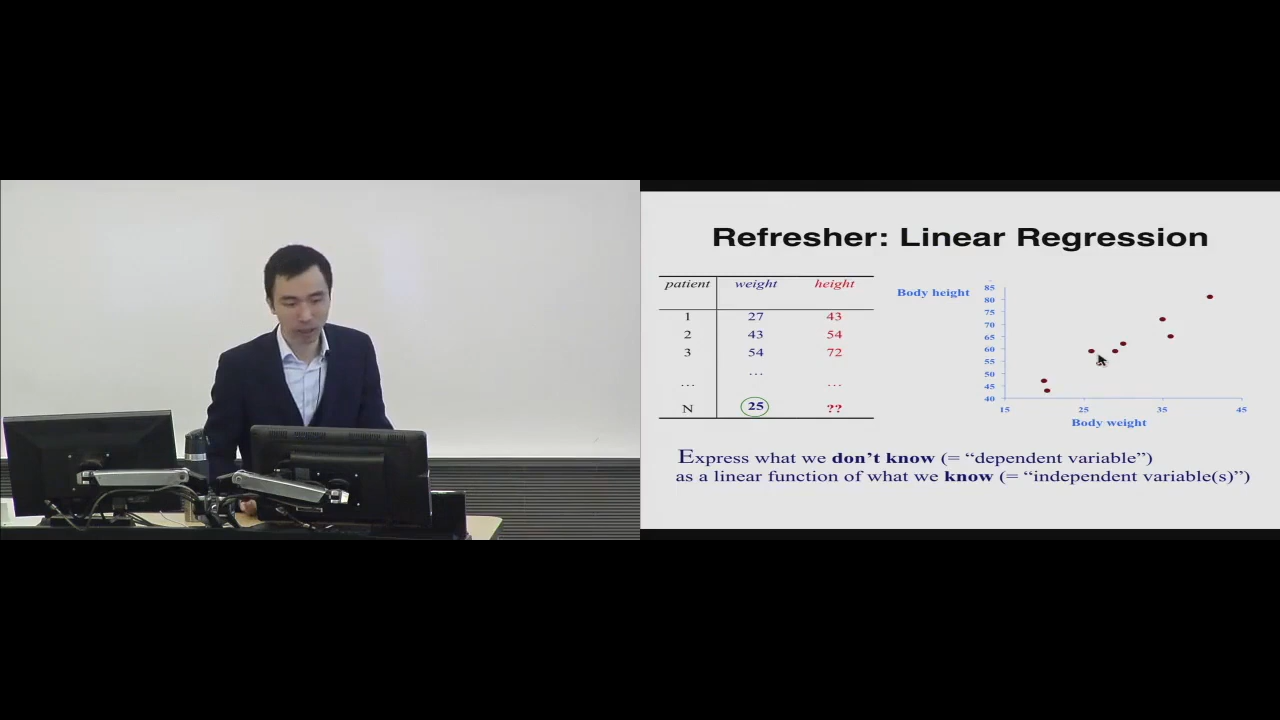 Refresher: Linear Regression
patient weight height
1 27 43
2 43 54
3 54 72
...
... ...
N 25 ??
Body height
85
80
75
70
65
60
55
50
45
40
15 25 35 45
Body weight
Express what we don't know (= “dependent variable”)
as a linear function of what we know (= “independent variable(s)”)